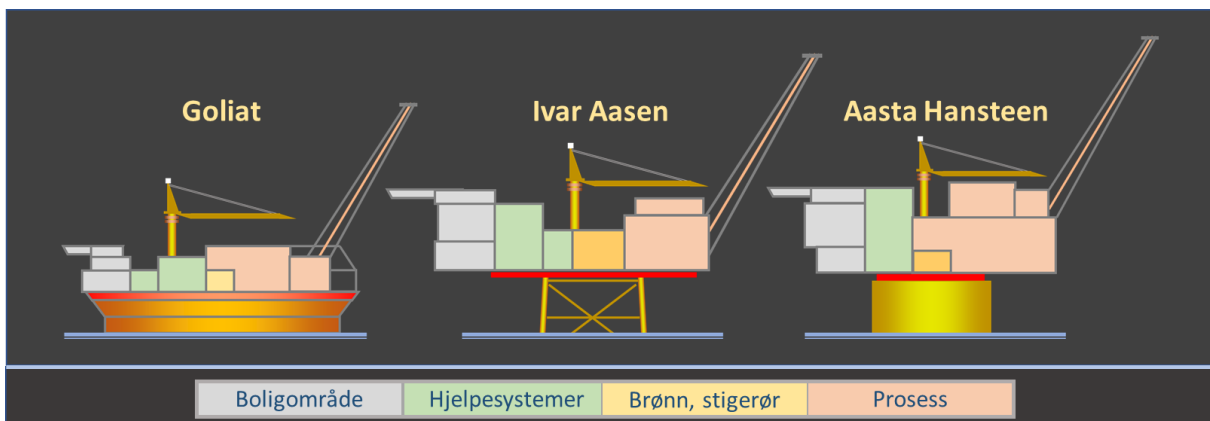 Goliat
Ivar Aasen
Aasta Hansteen
Boligområde
Hjelpesystemer
Brønn, stigerør
Prosess